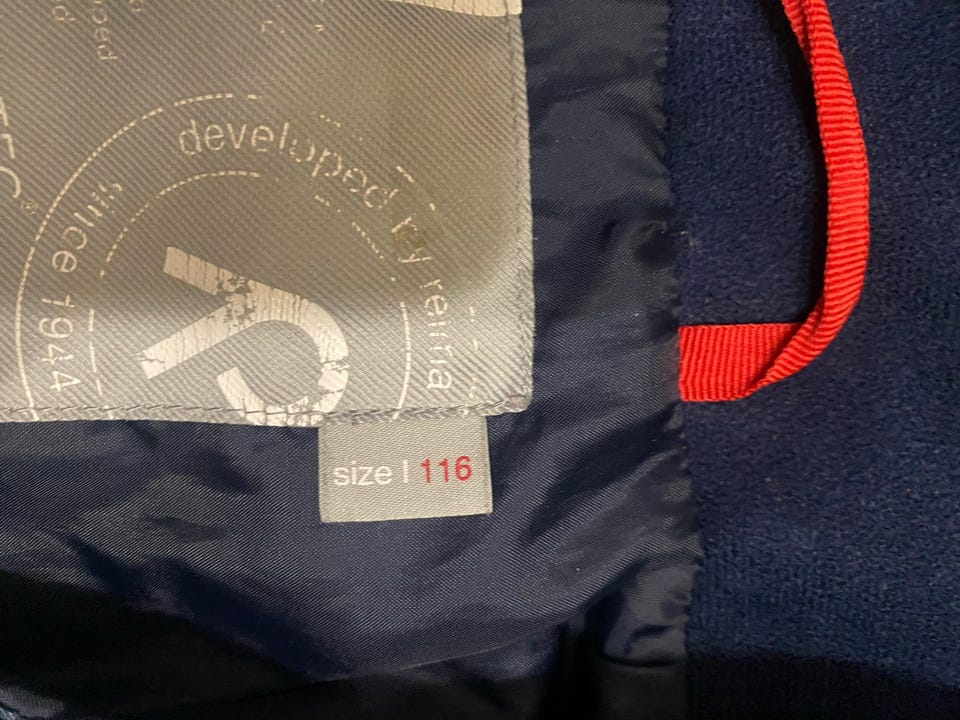 developed by reima
since 1944
size | 116